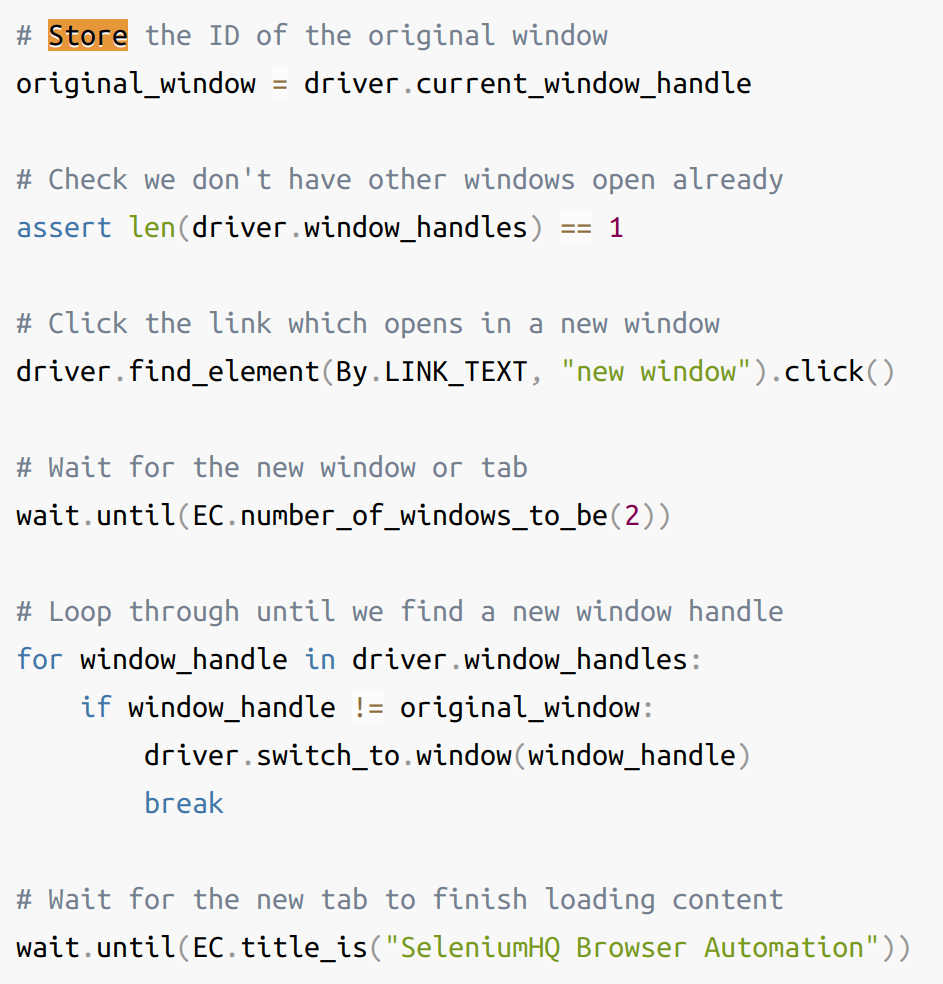 # Store the ID of the original window
original_window = driver.current_window_handle
# Check we don't have other windows open already
assert len(driver.window_handles) == 1
# Click the link which opens in a new window
driver.find_element(By.LINK_TEXT, "new window").click()
# Wait for the new window or tab
wait.until(EC.number_of_windows_to_be(2))
# Loop through until we find a new window handle
for window_handle in driver.window_handles:
    if window_handle != original_window:
        driver.switch_to.window(window_handle)
        break
# Wait for the new tab to finish loading content
wait.until(EC.title_is("SeleniumHQ Browser Automation"))